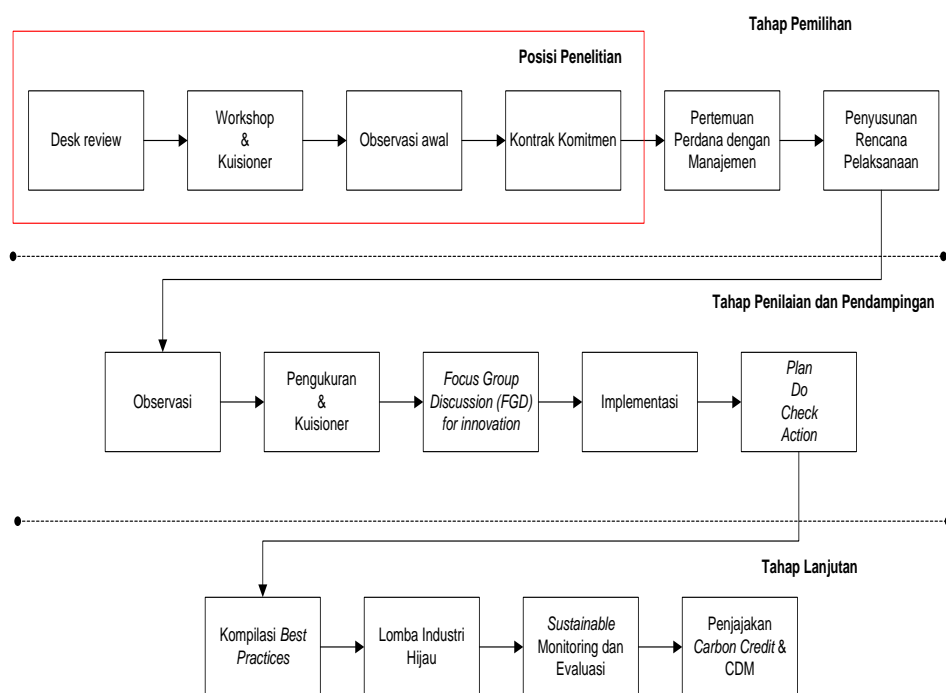 Tahap Pemilihan
Posisi Penelitian
Desk review
Workshop
&
Kuisioner
Observasi awal
Kontrak Komitmen
Pertemuan
Perdana dengan
Manajemen
Penyusunan
Rencana
Pelaksanaan
Tahap Penilaian dan Pendampingan
Observasi
Pengukuran
&
Kuisioner
Focus Group
Discussion (FGD)
for innovation
Implementasi
Plan
Do
Check
Action
Tahap Lanjutan
Kompilasi Best
Practices
Lomba Industri
Hijau
Sustainable
Monitoring dan
Evaluasi
Penjajakan
Carbon Credit &
CDM